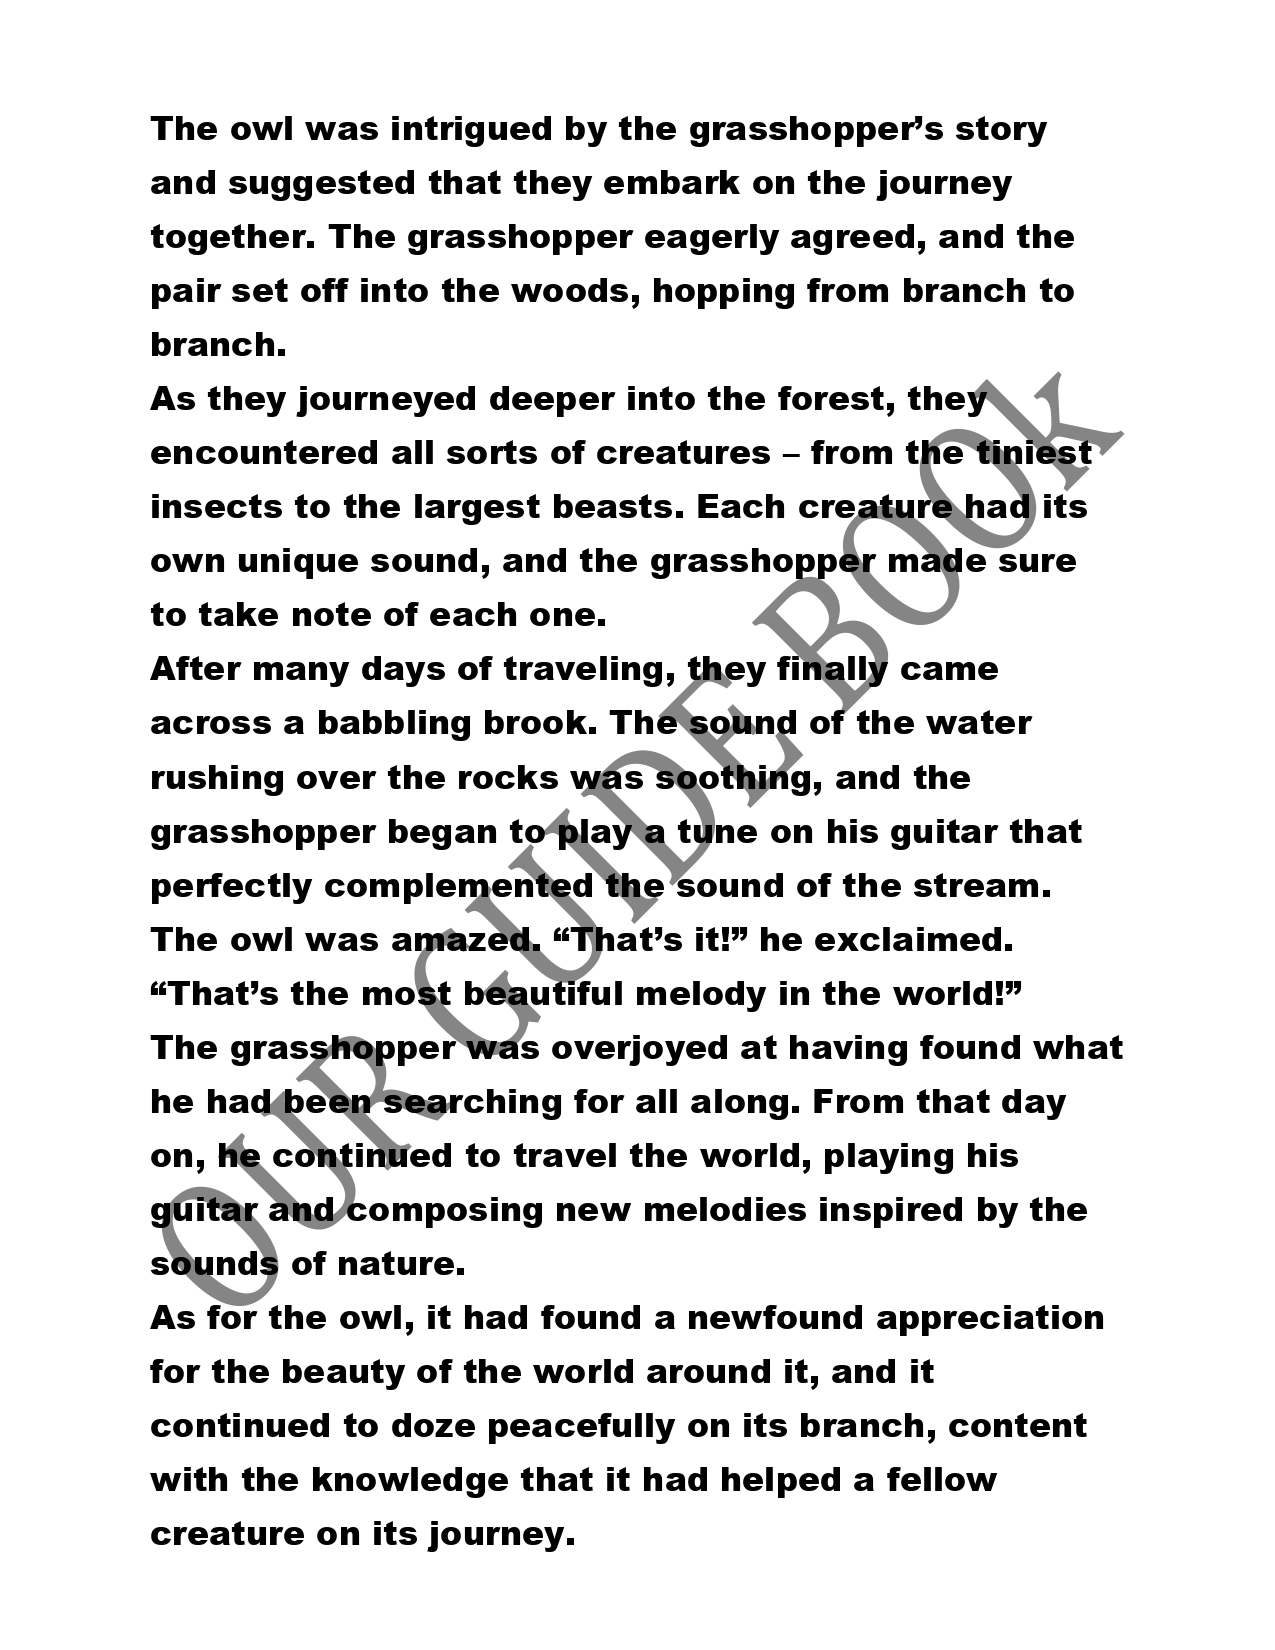 The owl was intrigued by the grasshopper’s story
and suggested that they embark on the journey
together. The grasshopper eagerly agreed, and the
pair set off into the woods, hopping from branch to
branch.
As they journeyed deeper into the forest, they
encountered all sorts of creatures – from the tiniest
insects to the largest beasts. Each creature had its
own unique sound, and the grasshopper made sure
to take note of each one.
After many days of traveling, they finally came
across a babbling brook. The sound of the water
rushing over the rocks was soothing, and the
grasshopper began to play a tune on his guitar that
perfectly complemented the sound of the stream.
The owl was amazed. “That’s it!” he exclaimed.
“That’s the most beautiful melody in the world!”
The grasshopper was overjoyed at having found what
he had been searching for all along. From that day
on, he continued to travel the world, playing his
guitar and composing new melodies inspired by the
sounds of nature.
As for the owl, it had found a newfound appreciation
for the beauty of the world around it, and it
continued to doze peacefully on its branch, content
with the knowledge that it had helped a fellow
creature on its journey.
OUR GUIDE BOOk